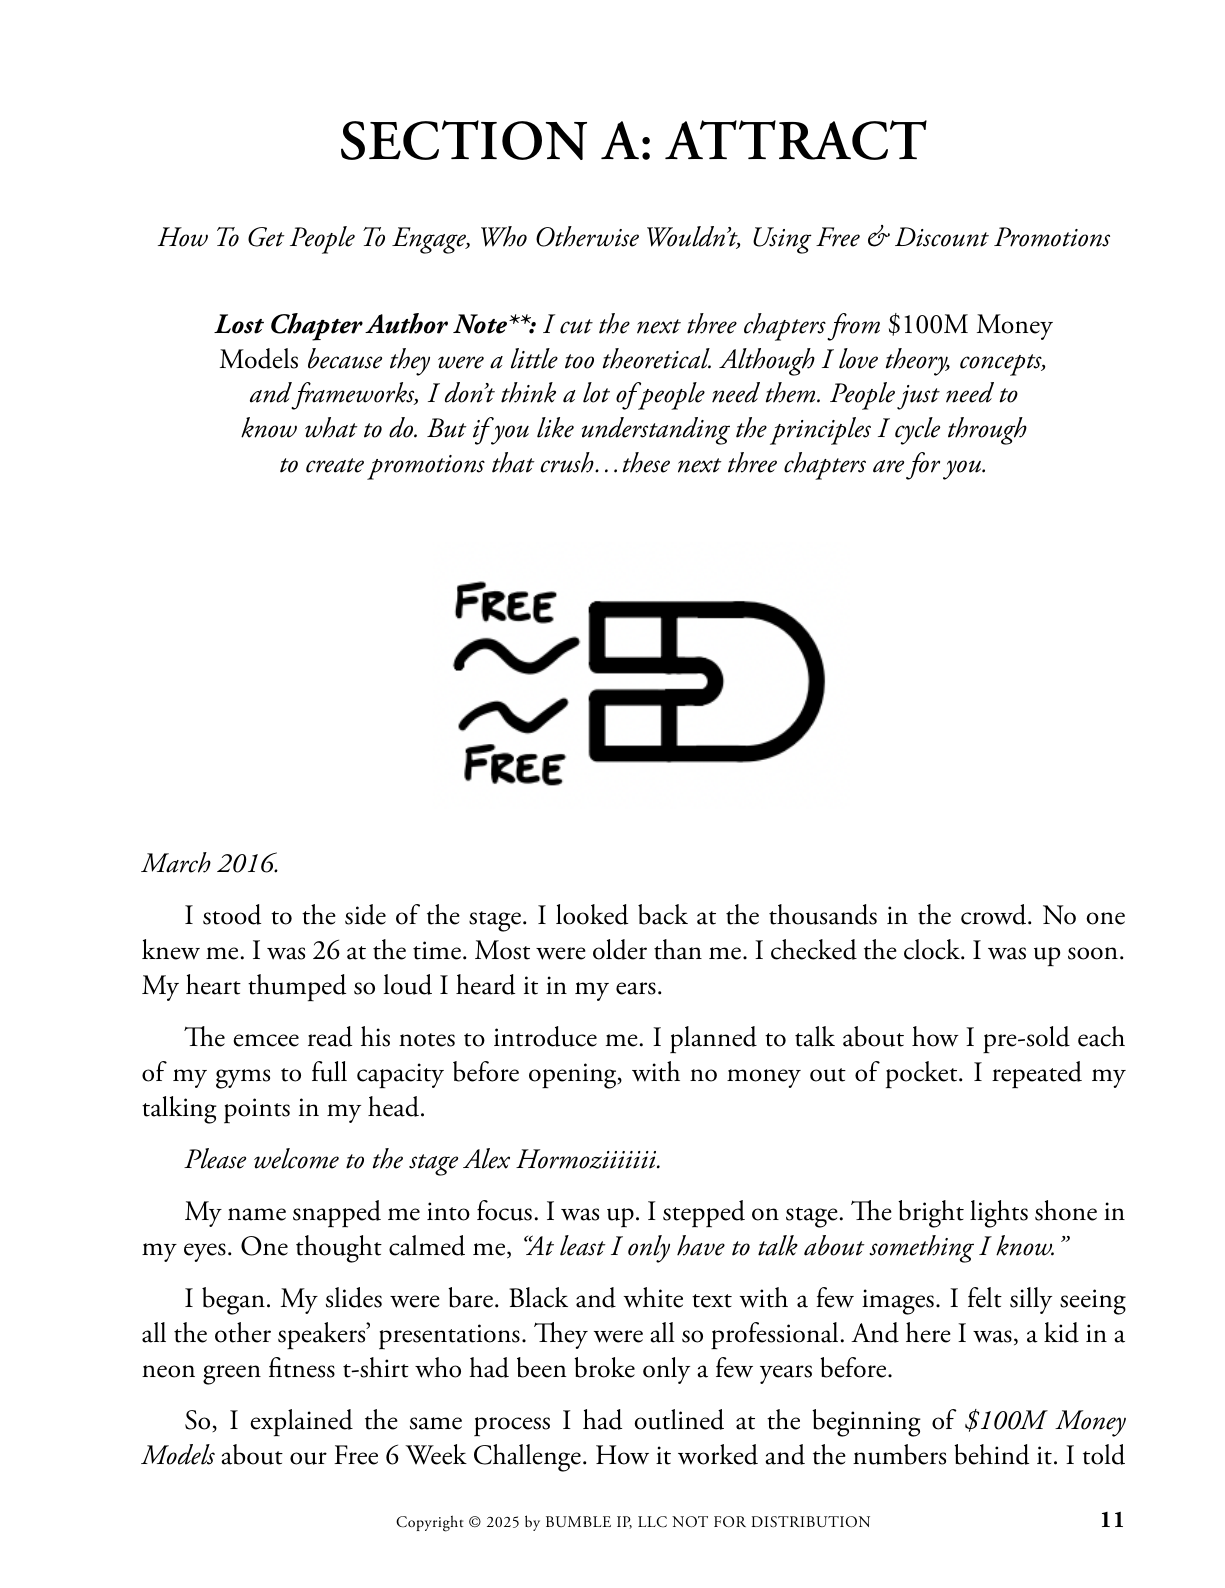 SECTION A: ATTRACT
How To Get People To Engage, Who Otherwise Wouldn’t, Using Free & Discount Promotions
Lost Chapter Author Note**: I cut the next three chapters from $100M Money
Models because they were a little too theoretical. Although I love theory, concepts,
and frameworks, I don’t think a lot of people need them. People just need to
know what to do. But if you like understanding the principles I cycle through
to create promotions that crush…these next three chapters are for you.
FREE
FREE
March 2016.
I stood to the side of the stage. I looked back at the thousands in the crowd. No one
knew me. I was 26 at the time. Most were older than me. I checked the clock. I was up soon.
My heart thumped so loud I heard it in my ears.
The emcee read his notes to introduce me. I planned to talk about how I pre-sold each
of my gyms to full capacity before opening, with no money out of pocket. I repeated my
talking points in my head.
Please welcome to the stage Alex Hormoziiiiiii.
My name snapped me into focus. I was up. I stepped on stage. The bright lights shone in
my eyes. One thought calmed me, “At least I only have to talk about something I know.”
I began. My slides were bare. Black and white text with a few images. I felt silly seeing
all the other speakers’ presentations. They were all so professional. And here I was, a kid in a
neon green fitness t-shirt who had been broke only a few years before.
So, I explained the same process I had outlined at the beginning of $100M Money
Models about our Free 6 Week Challenge. How it worked and the numbers behind it. I told
Copyright © 2025 by BUMBLE IP, LLC NOT FOR DISTRIBUTION
11